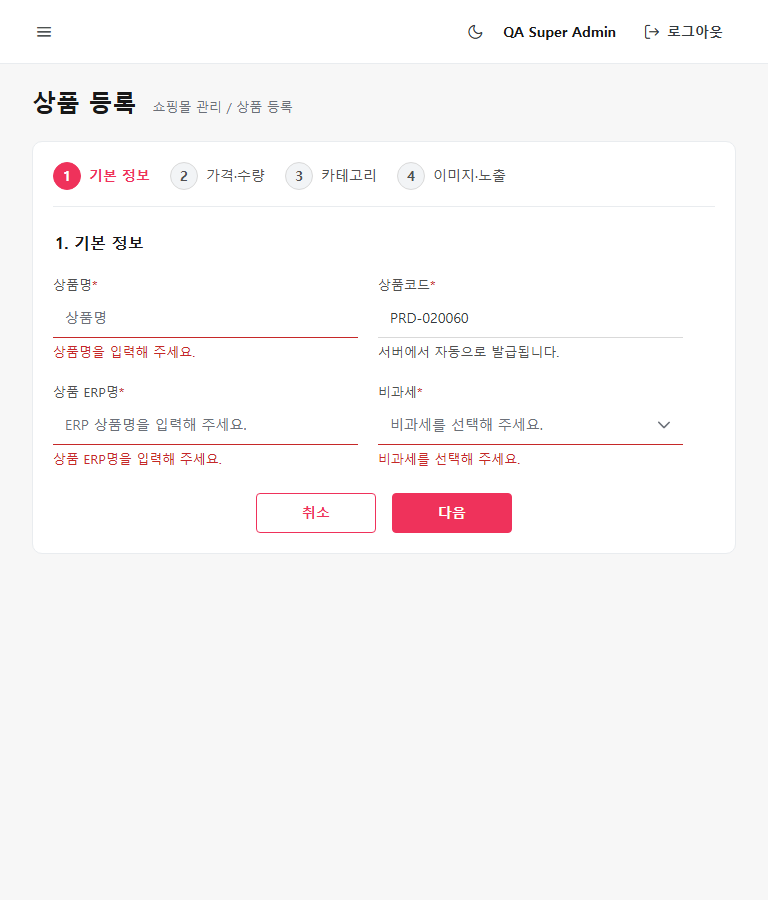 QA Super Admin 로그아웃
상품 등록 쇼핑몰 관리 / 상품 등록
1 기본 정보 2 가격·수량 3 카테고리 4 이미지·노출
1. 기본 정보
상품명* 상품코드*
상품명 PRD-020060
상품명을 입력해 주세요. 서버에서 자동으로 발급됩니다.
상품 ERP명* 비과세*
ERP 상품명을 입력해 주세요. 비과세를 선택해 주세요.
상품 ERP명을 입력해 주세요. 비과세를 선택해 주세요.
취소 다음